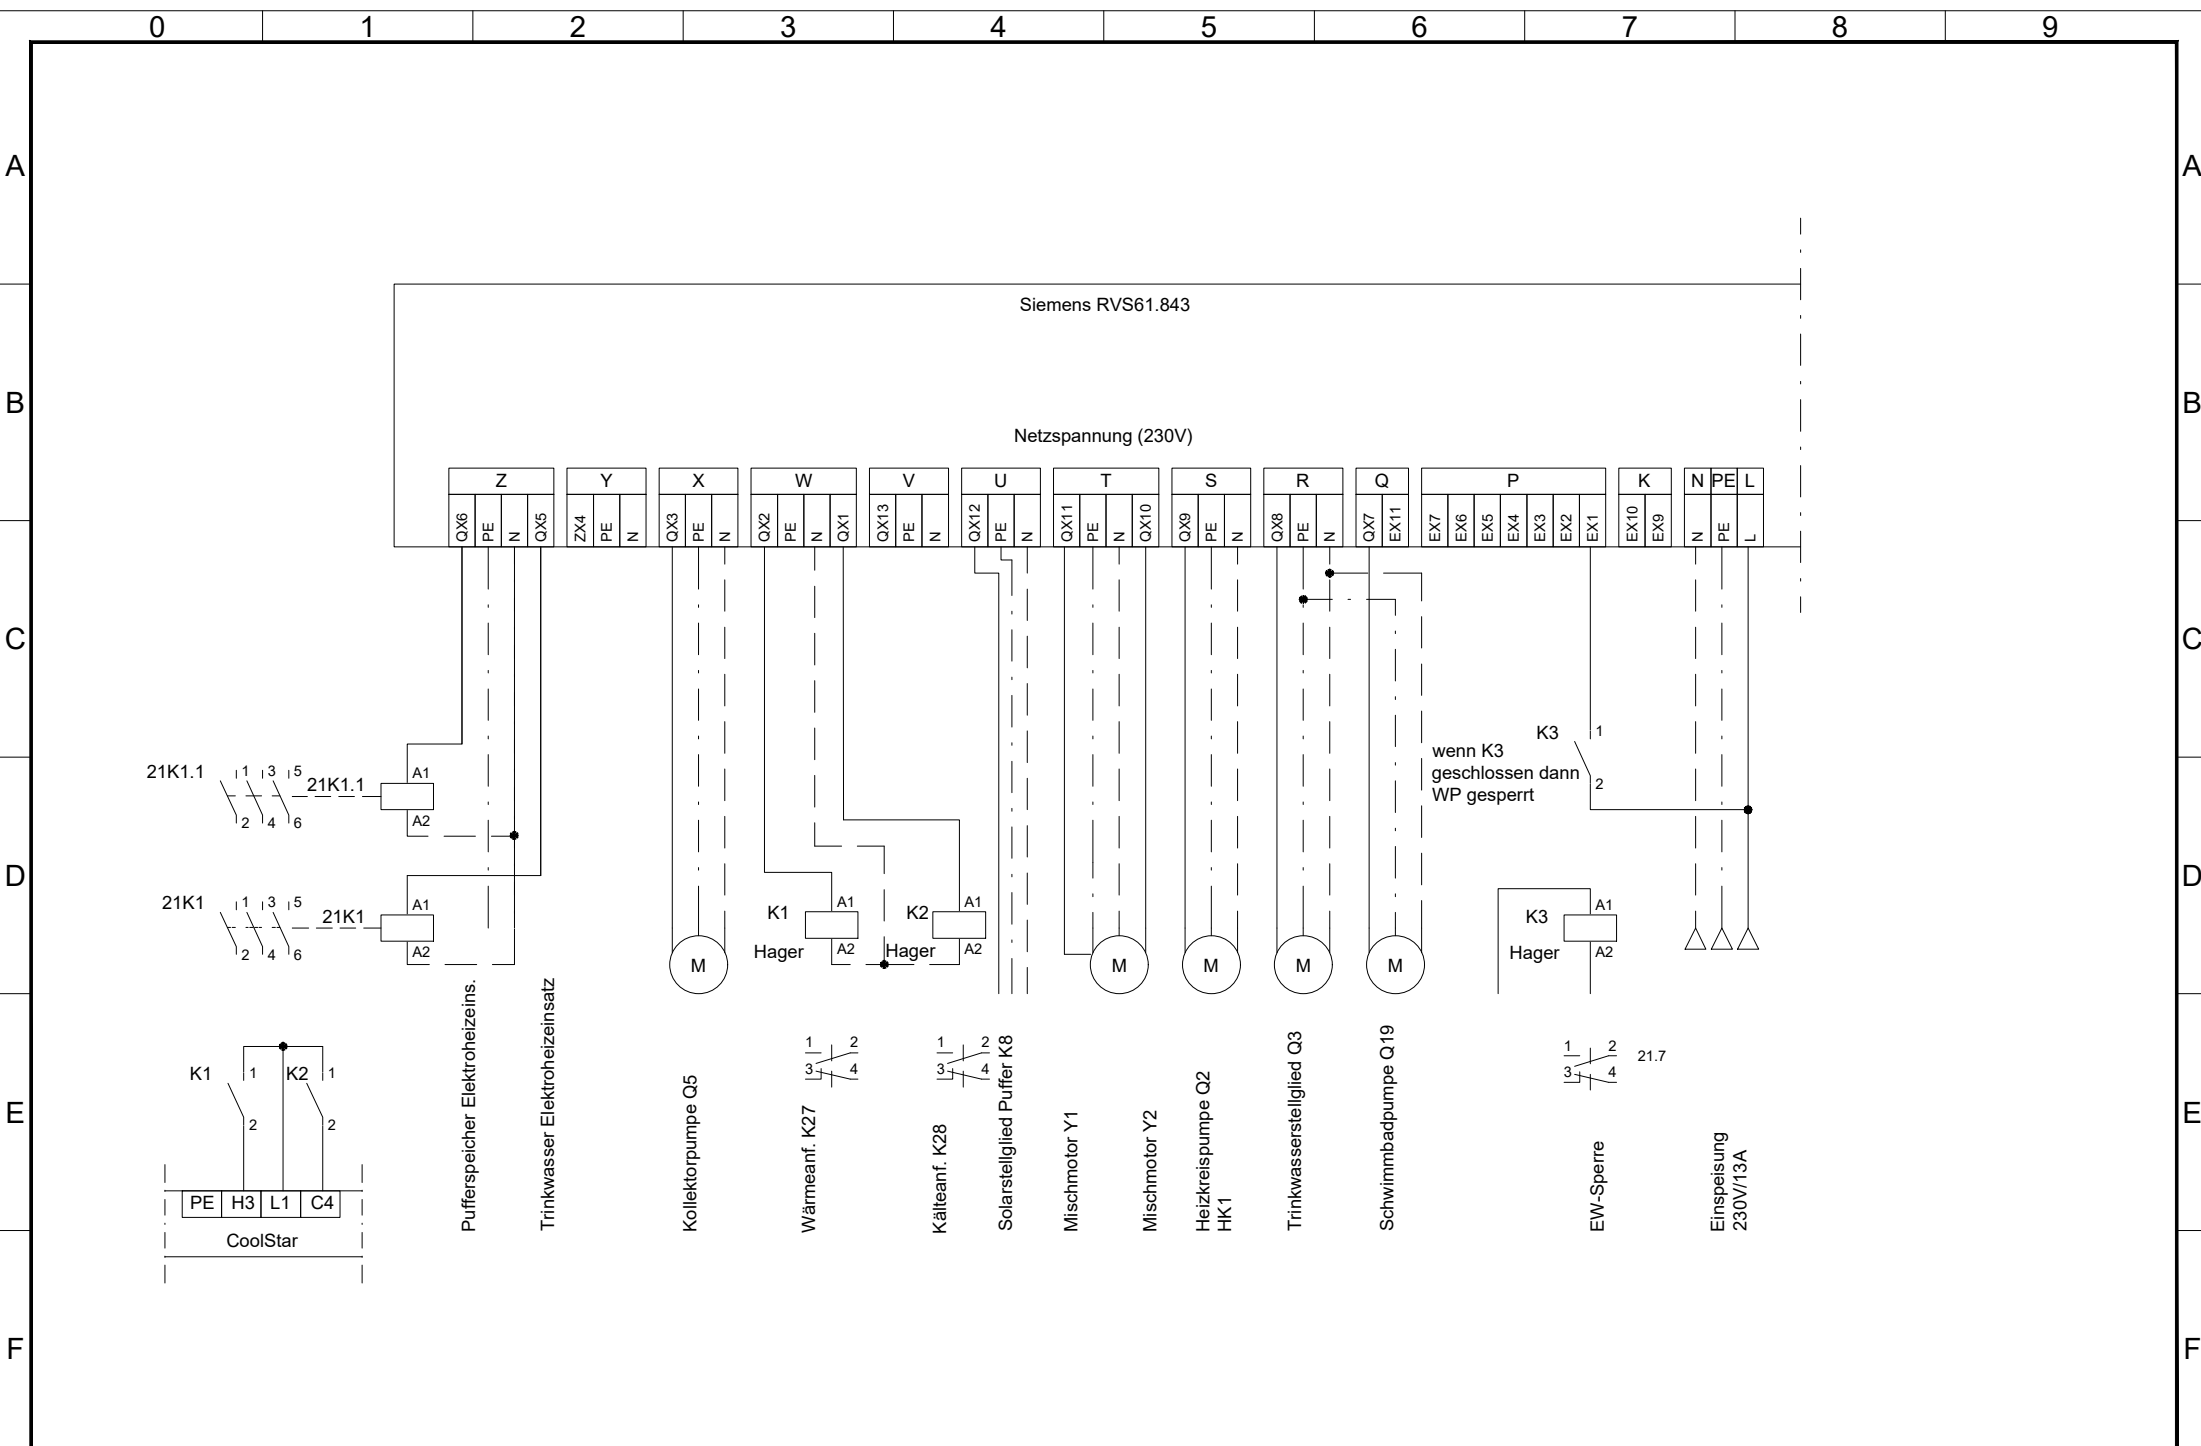 0 1 2 3 4 5 6 7 8 9
A A
Siemens RVS61.843
B B
Netzspannung (230V)
Z Y X W V U T S R Q P K N PE L
QX6 PE N QX5 ZX4 PE N QX3 PE N QX2 PE N QX1 QX13 PE N QX12 PE N QX11 PE N QX10 QX9 PE N QX8 PE N QX7 EX11 EX7 EX6 EX5 EX4 EX3 EX2 EX1 EX10 EX9 N PE L
C C
K3 1
2
wenn K3
geschlossen dann
WP gesperrt
21K1.1 1 3 5 21K1.1 A1
2 4 6 A2
D D
21K1 1 3 5 21K1 A1
2 4 6 A2
K1 A1
Hager A2
K2 A1
Hager A2
K3 A1
Hager A2
M M M M M
E E
K1 1 K2 1
2 2
PE H3 L1 C4
CoolStar
1 2
3 4
1 2
3 4
1 2 21.7
3 4
Pufferspeicher Elektroheizeins.
Trinkwasser Elektroheizeinsatz
Kollektorpumpe Q5
Wärmeanf. K27
Kälteanf. K28
Solarstellglied Puffer K8
Mischmotor Y1
Mischmotor Y2
Heizkreispumpe Q2
HK1
Trinkwasserstellglied Q3
Schwimmbadpumpe Q19
EW-Sperre
Einspeisung
230V/13A
F F